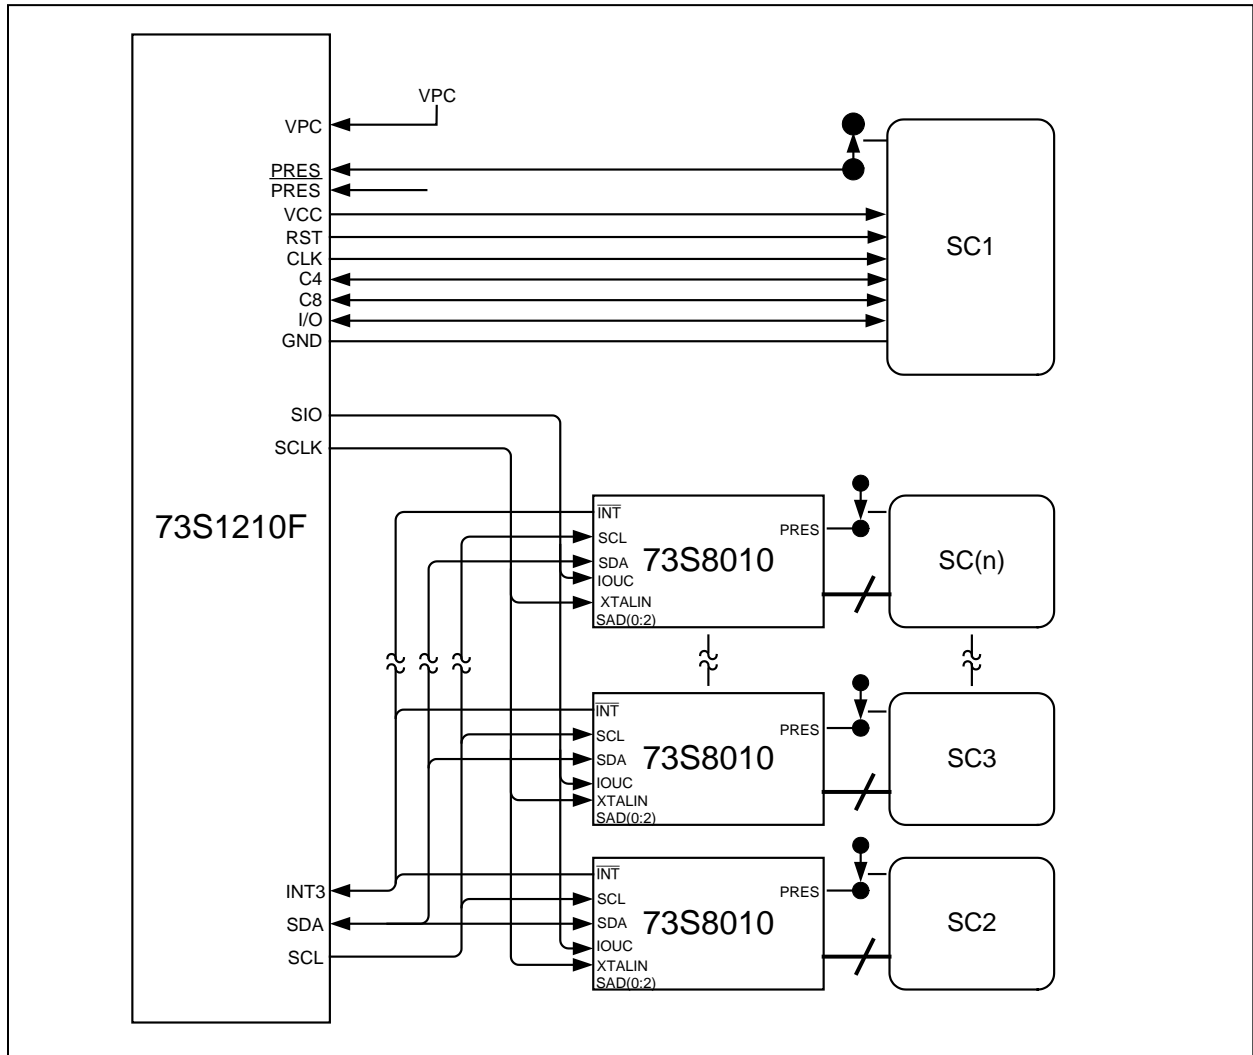 VPC
VPC
PRES
PRES
VCC
RST
CLK
C4
C8
I/O
GND
SC1
SIO
SCLK
73S1210F
INT
SCL
SDA
IOUC
XTALIN
SAD(0:2)
73S8010
PRES
SC(n)
INT
SCL
SDA
IOUC
XTALIN
SAD(0:2)
73S8010
PRES
SC3
INT
SCL
SDA
IOUC
XTALIN
SAD(0:2)
73S8010
PRES
SC2
INT3
SDA
SCL